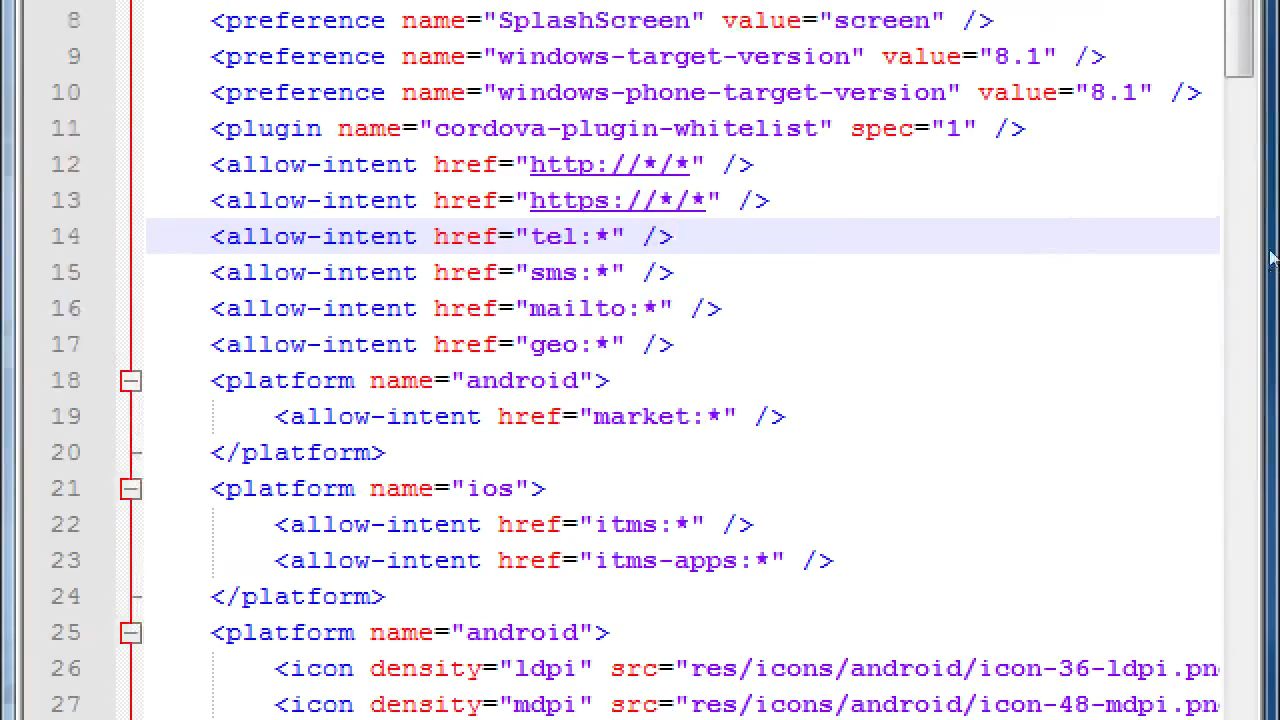 8 <preference name="SplashScreen" value="screen" />
9 <preference name="windows-target-version" value="8.1" />
10 <preference name="windows-phone-target-version" value="8.1" />
11 <plugin name="cordova-plugin-whitelist" spec="1" />
12 <allow-intent href="http://*/*" />
13 <allow-intent href="https://*/*" />
14 <allow-intent href="tel:*" />
15 <allow-intent href="sms:*" />
16 <allow-intent href="mailto:*" />
17 <allow-intent href="geo:*" />
18 <platform name="android">
19 <allow-intent href="market:*" />
20 </platform>
21 <platform name="ios">
22 <allow-intent href="itms:*" />
23 <allow-intent href="itms-apps:*" />
24 </platform>
25 <platform name="android">
26 <icon density="ldpi" src="res/icons/android/icon-36-ldpi.pn
27 <icon density="mdpi" src="res/icons/android/icon-48-mdpi.pn